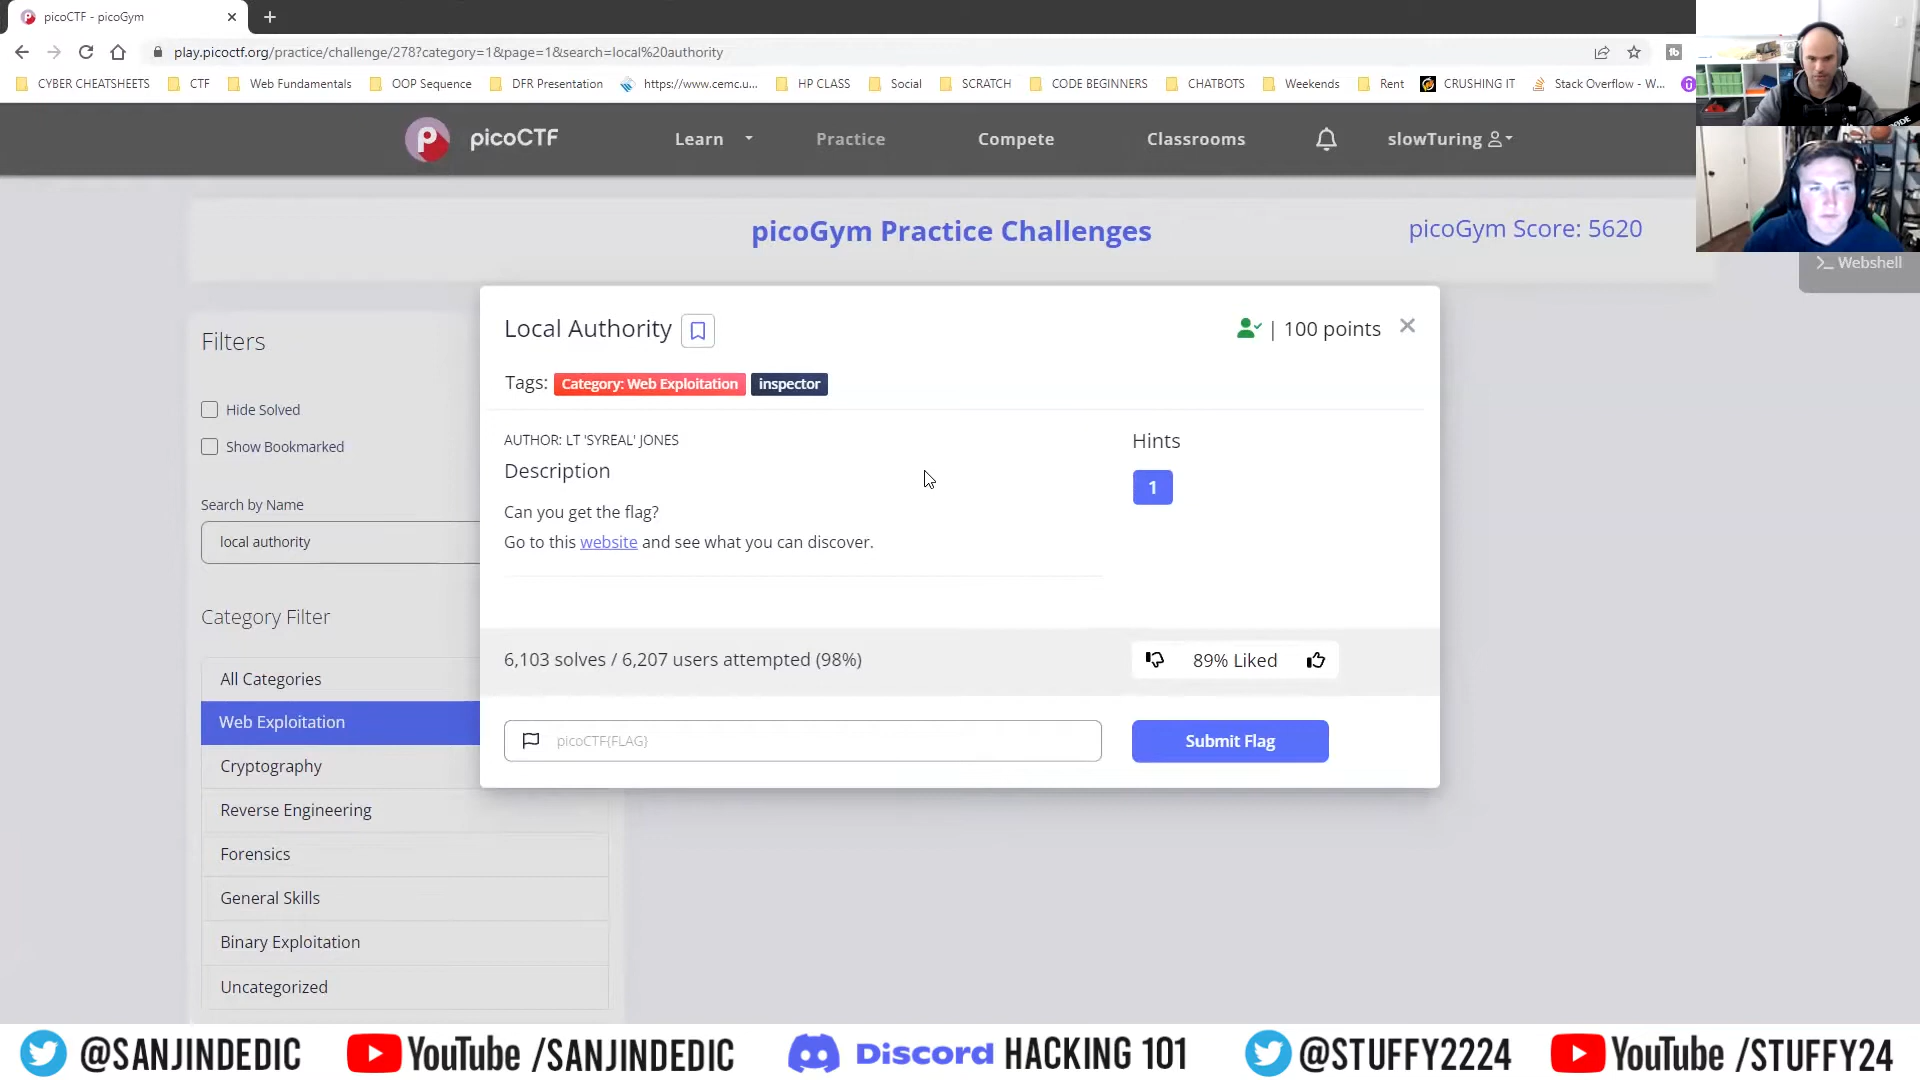 picoCTF - picoGym
play.picoctf.org/practice/challenge/278?category=1&page=1&search=local%20authority
CYBER CHEATSHEETS CTF Web Fundamentals OOP Sequence DFR Presentation https://www.cemc.u... HP CLASS Social SCRATCH CODE BEGINNERS CHATBOTS Weekends Rent CRUSHING IT Stack Overflow - W...
picoCTF Learn Practice Compete Classrooms slowTuring
picoGym Practice Challenges
picoGym Score: 5620
>_ Webshell
Filters
Hide Solved
Show Bookmarked
Search by Name
local authority
Category Filter
All Categories
Web Exploitation
Cryptography
Reverse Engineering
Forensics
General Skills
Binary Exploitation
Uncategorized
Local Authority
| 100 points
Tags: Category: Web Exploitation inspector
AUTHOR: LT 'SYREAL' JONES
Description
Can you get the flag?
Go to this website and see what you can discover.
Hints
1
6,103 solves / 6,207 users attempted (98%)
89% Liked
picoCTF{FLAG}
Submit Flag
@SANJINDEDIC YouTube /SANJINDEDIC Discord HACKING 101 @STUFFY2224 YouTube /STUFFY24